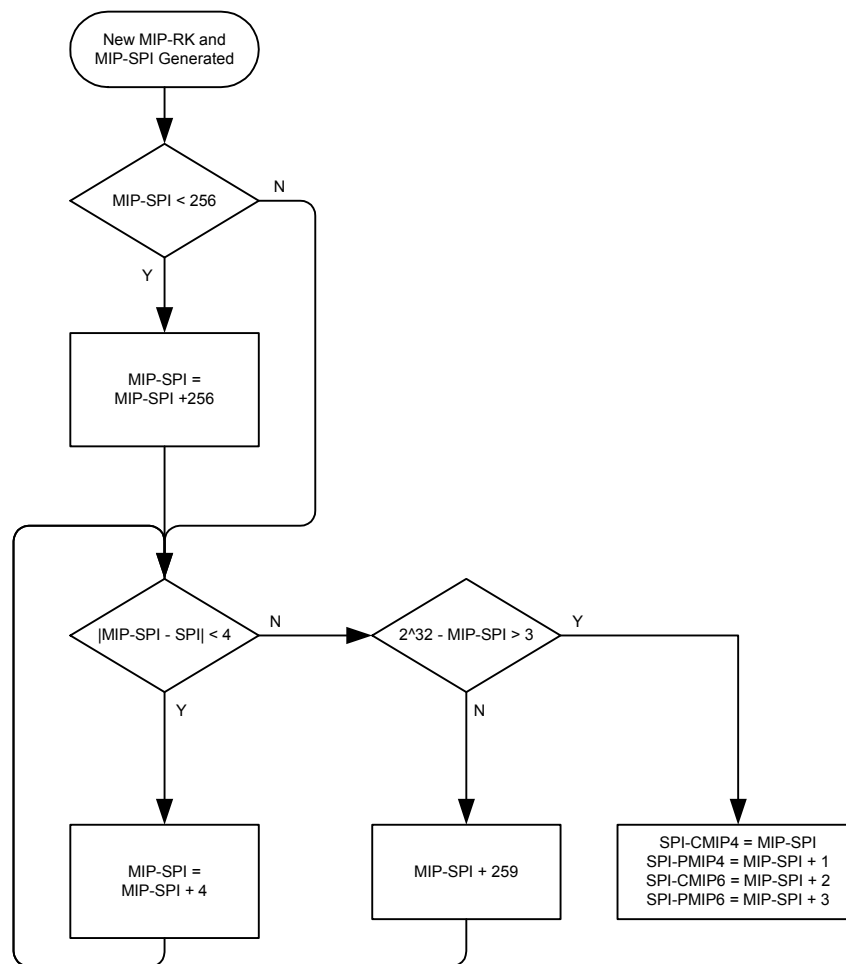 New MIP-RK and
MIP-SPI Generated
MIP-SPI < 256
N
Y
MIP-SPI =
MIP-SPI +256
|MIP-SPI - SPI| < 4
N
2^32 - MIP-SPI > 3
Y
Y
N
MIP-SPI =
MIP-SPI + 4
MIP-SPI + 259
SPI-CMIP4 = MIP-SPI
SPI-PMIP4 = MIP-SPI + 1
SPI-CMIP6 = MIP-SPI + 2
SPI-PMIP6 = MIP-SPI + 3